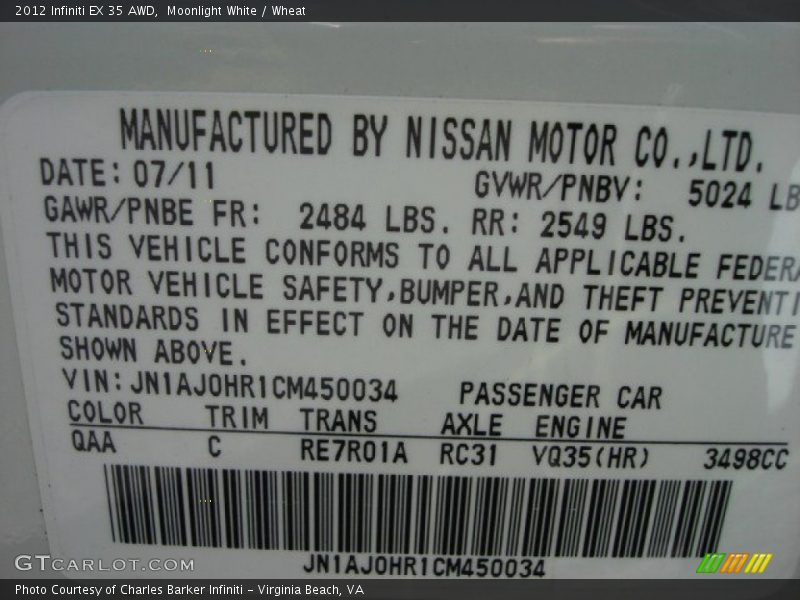 2012 Infiniti EX 35 AWD,  Moonlight White / Wheat
MANUFACTURED BY NISSAN MOTOR CO.,LTD.
DATE: 07/11 GVWR/PNBV: 5024 LB
GAWR/PNBE FR: 2484 LBS. RR: 2549 LBS.
THIS VEHICLE CONFORMS TO ALL APPLICABLE FEDERA
MOTOR VEHICLE SAFETY,BUMPER,AND THEFT PREVENTI
STANDARDS IN EFFECT ON THE DATE OF MANUFACTURE
SHOWN ABOVE.
VIN: JN1AJ0HR1CM450034 PASSENGER CAR
COLOR TRIM TRANS AXLE ENGINE
QAA C RE7R01A RC31 VQ35(HR) 3498CC
JN1AJ0HR1CM450034
GTCARLOT.COM
Photo Courtesy of Charles Barker Infiniti - Virginia Beach, VA